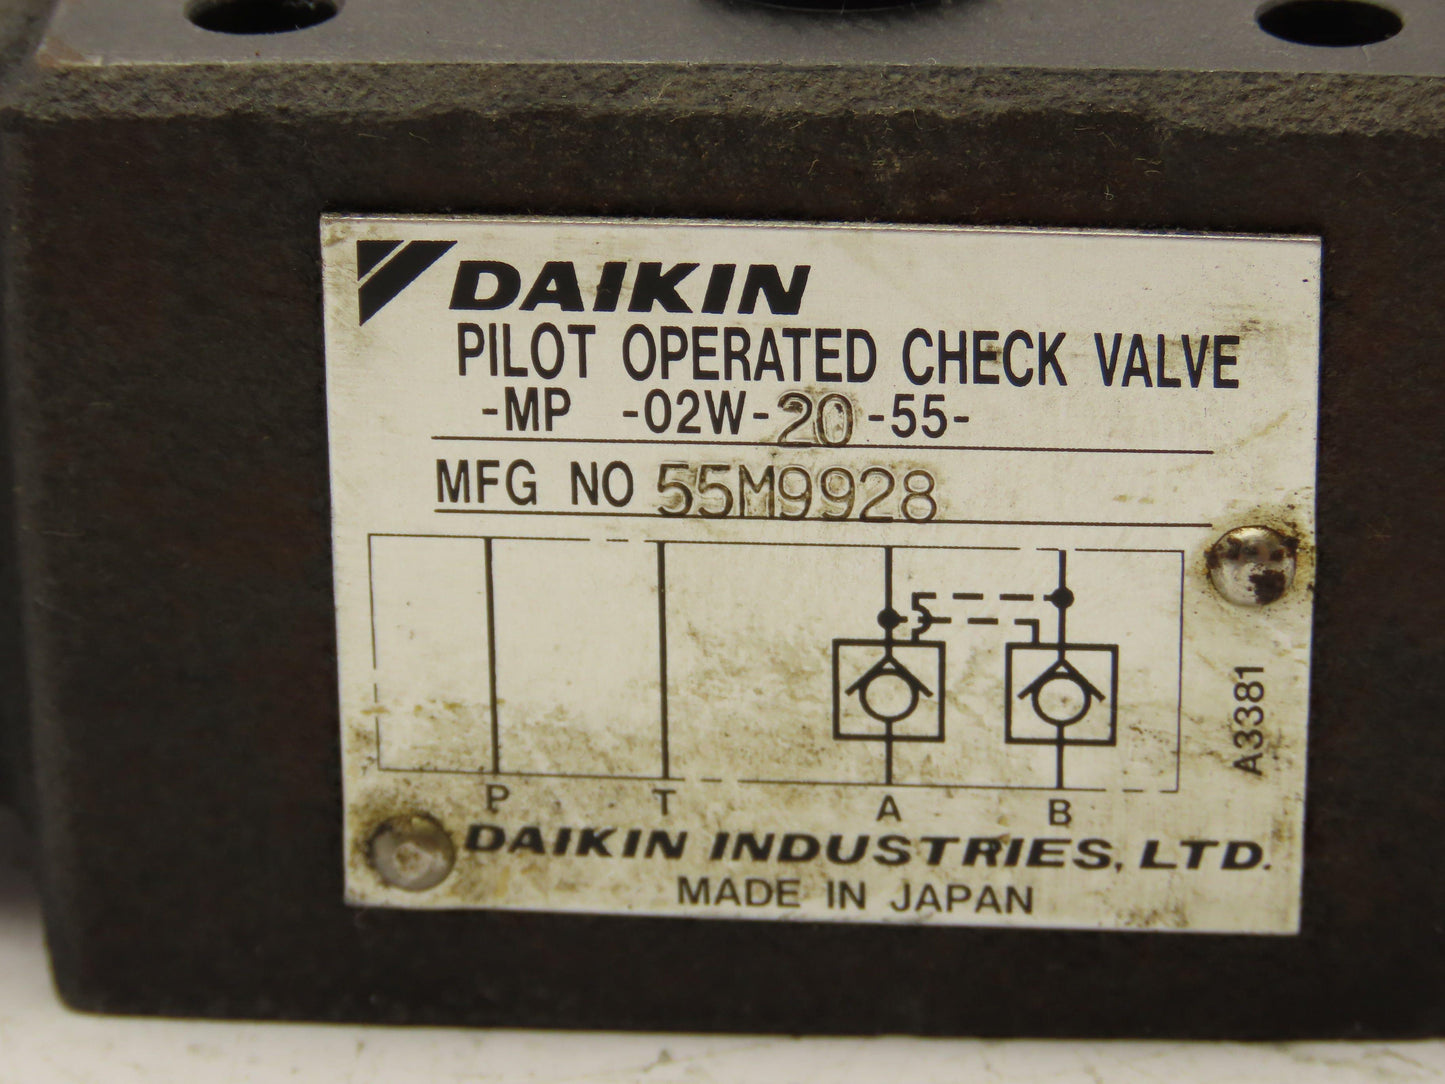 DAIKIN
PILOT OPERATED CHECK VALVE
-MP -02W-20-55-
MFG NO 55M9928
P T A B
A3381
DAIKIN INDUSTRIES, LTD.
MADE IN JAPAN